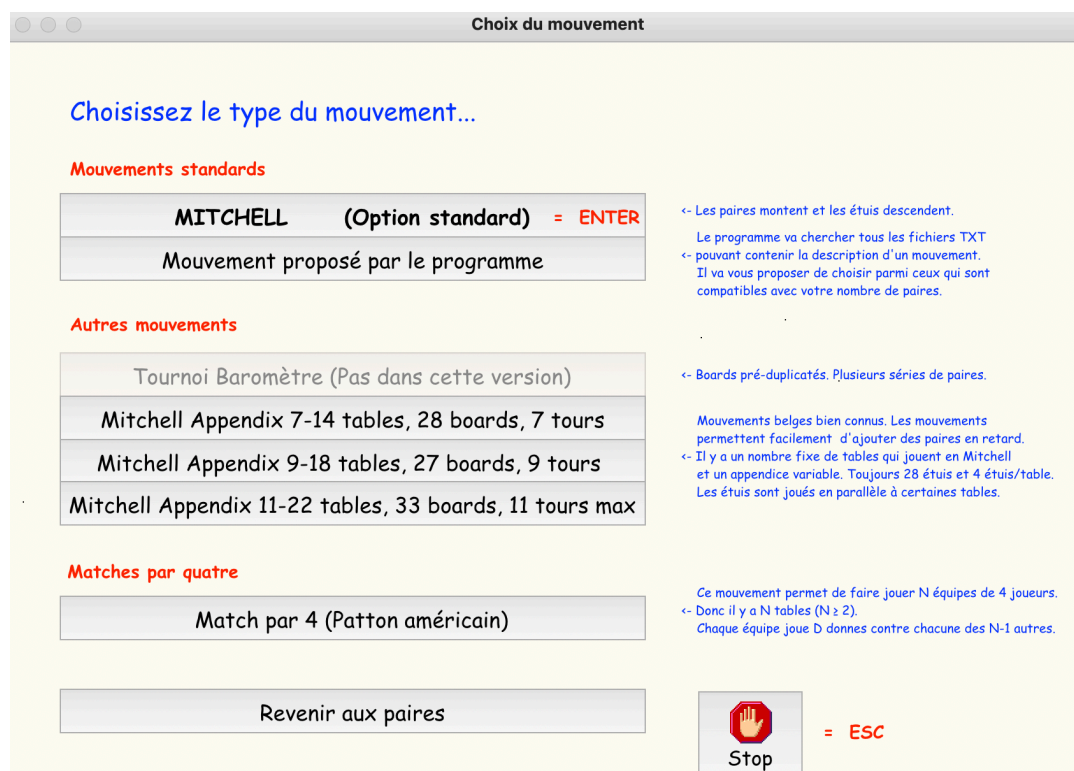 Choix du mouvement
Choisissez le type du mouvement...
Mouvements standards
MITCHELL (Option standard) = ENTER
<- Les paires montent et les étuis descendent.
Mouvement proposé par le programme
Le programme va chercher tous les fichiers TXT
<- pouvant contenir la description d'un mouvement.
Il va vous proposer de choisir parmi ceux qui sont
compatibles avec votre nombre de paires.
Autres mouvements
Tournoi Baromètre (Pas dans cette version)
<- Boards pré-duplicatés. Plusieurs séries de paires.
Mitchell Appendix 7-14 tables, 28 boards, 7 tours
Mitchell Appendix 9-18 tables, 27 boards, 9 tours
Mitchell Appendix 11-22 tables, 33 boards, 11 tours max
Mouvements belges bien connus. Les mouvements
permettent facilement d'ajouter des paires en retard.
<- Il y a un nombre fixe de tables qui jouent en Mitchell
et un appendice variable. Toujours 28 étuis et 4 étuis/table.
Les étuis sont joués en parallèle à certaines tables.
Matches par quatre
Match par 4 (Patton américain)
Ce mouvement permet de faire jouer N équipes de 4 joueurs.
<- Donc il y a N tables (N ≥ 2).
Chaque équipe joue D donnes contre chacune des N-1 autres.
Revenir aux paires
Stop
= ESC